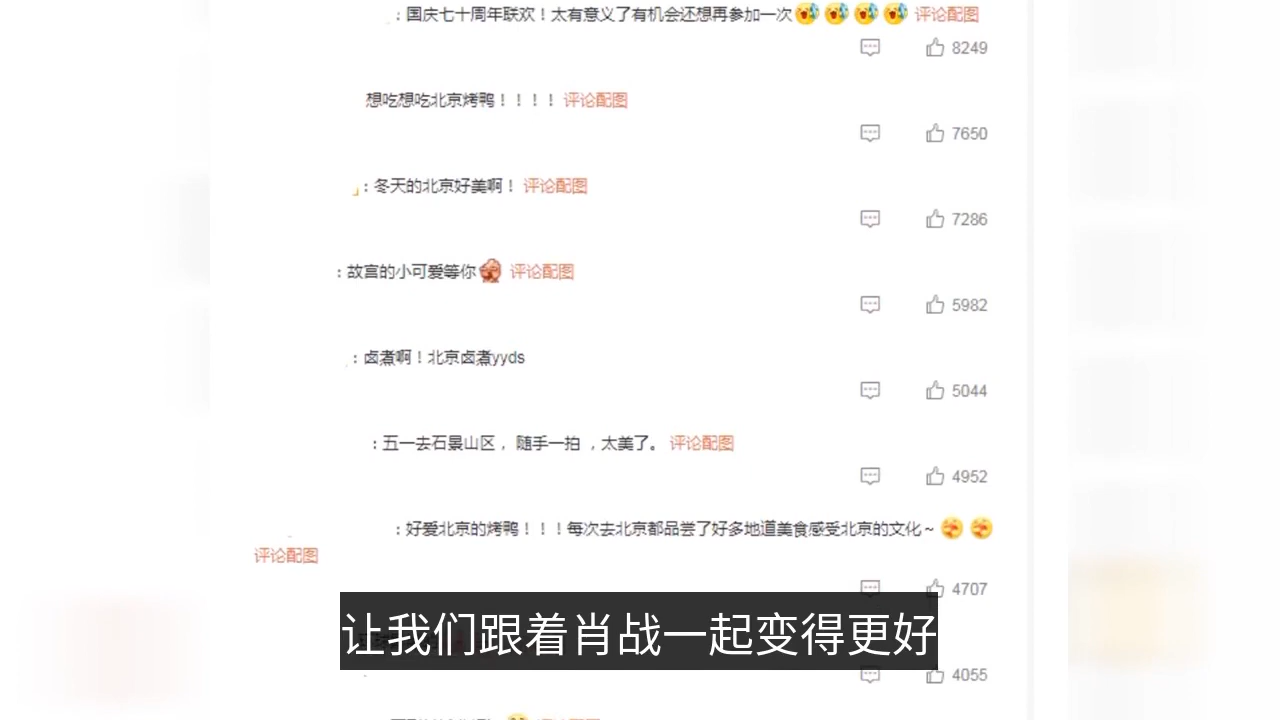 ：国庆七十周年联欢！太有意义了有机会还想再参加一次 评论配图
8249
想吃想吃北京烤鸭！！！！ 评论配图
7650
：冬天的北京好美啊！ 评论配图
7286
：故宫的小可爱等你 评论配图
5982
：卤煮啊！北京卤煮yyds
5044
：五一去石景山区，随手一拍，太美了。 评论配图
4952
：好爱北京的烤鸭！！！每次去北京都品尝了好多地道美食感受北京的文化~
评论配图
4707
让我们跟着肖战一起变得更好
4055